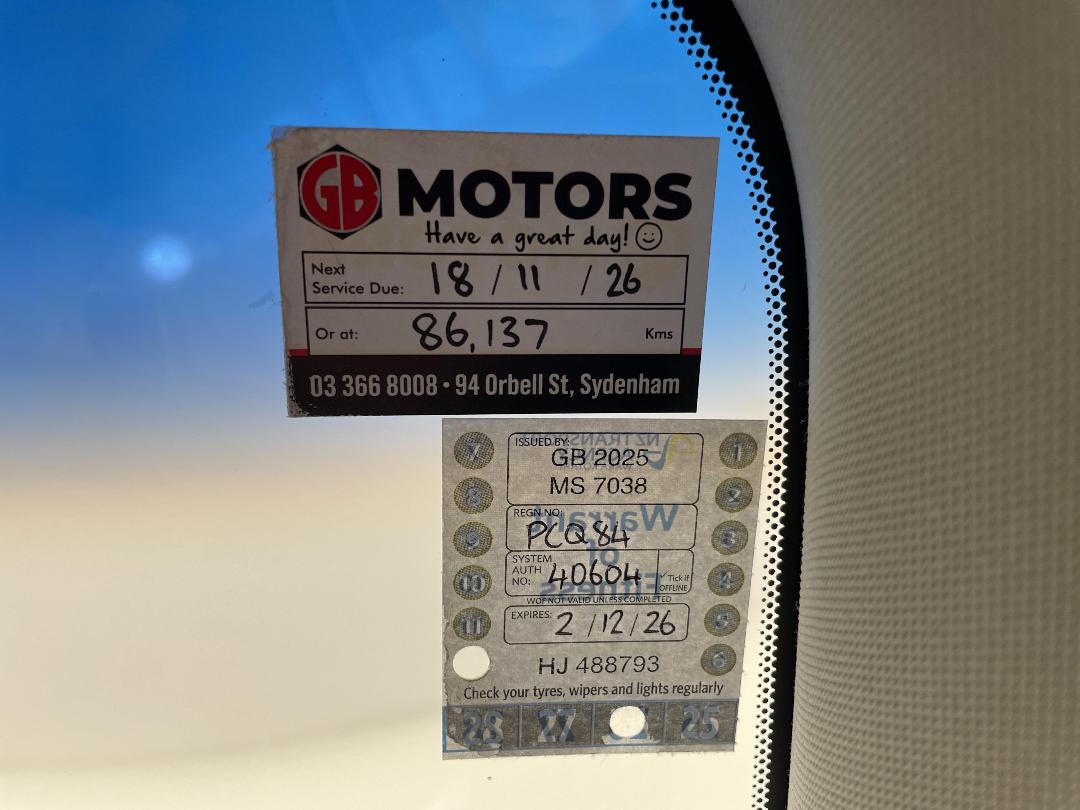 GB MOTORS
Have a great day!
Next
Service Due: 18 / 11 / 26
Or at: 86,137 Kms
03 366 8008 • 94 Orbell St, Sydenham
ISSUED BY:
GB 2025
MS 7038
REGN NO:
PCQ84
SYSTEM
AUTH
NO: 40604 ✓ Tick if
OFFLINE
WOF NOT VALID UNLESS COMPLETED
EXPIRES: 2 / 12 / 26
HJ 488793
Check your tyres, wipers and lights regularly
7
8
9
10
11
1
2
3
4
5
6
Warrant
of
Fitness
28 27 25